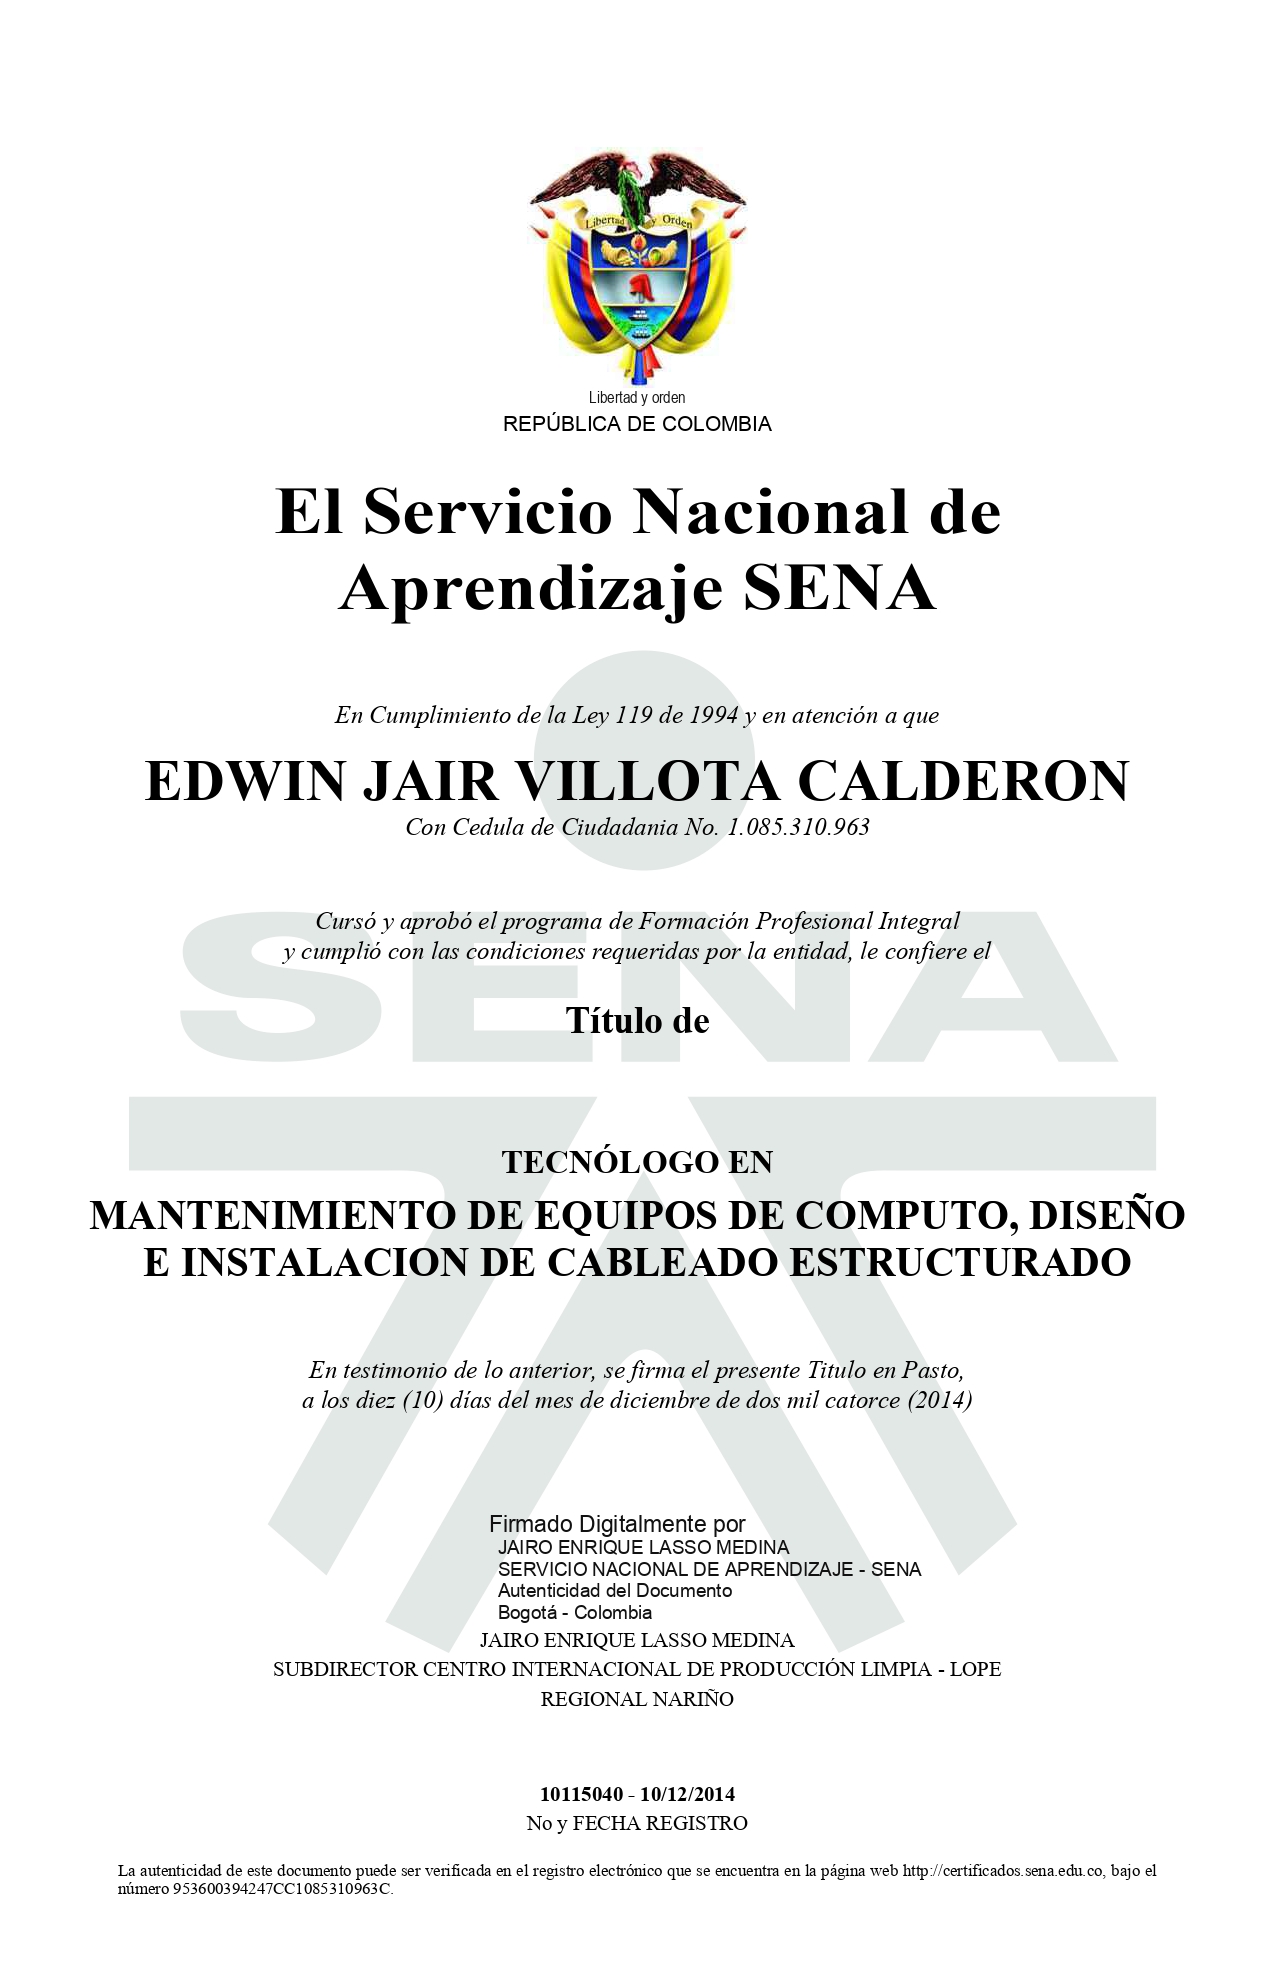 Libertad y Orden
Libertad y orden
REPÚBLICA DE COLOMBIA
El Servicio Nacional de
Aprendizaje SENA
En Cumplimiento de la Ley 119 de 1994 y en atención a que
EDWIN JAIR VILLOTA CALDERON
Con Cedula de Ciudadania No. 1.085.310.963
SENA
Cursó y aprobó el programa de Formación Profesional Integral
y cumplió con las condiciones requeridas por la entidad, le confiere el
Título de
TECNÓLOGO EN
MANTENIMIENTO DE EQUIPOS DE COMPUTO, DISEÑO
E INSTALACION DE CABLEADO ESTRUCTURADO
En testimonio de lo anterior, se firma el presente Titulo en Pasto,
a los diez (10) días del mes de diciembre de dos mil catorce (2014)
Firmado Digitalmente por
JAIRO ENRIQUE LASSO MEDINA
SERVICIO NACIONAL DE APRENDIZAJE - SENA
Autenticidad del Documento
Bogotá - Colombia
JAIRO ENRIQUE LASSO MEDINA
SUBDIRECTOR CENTRO INTERNACIONAL DE PRODUCCIÓN LIMPIA - LOPE
REGIONAL NARIÑO
10115040 - 10/12/2014
No y FECHA REGISTRO
La autenticidad de este documento puede ser verificada en el registro electrónico que se encuentra en la página web http://certificados.sena.edu.co, bajo el
número 953600394247CC1085310963C.